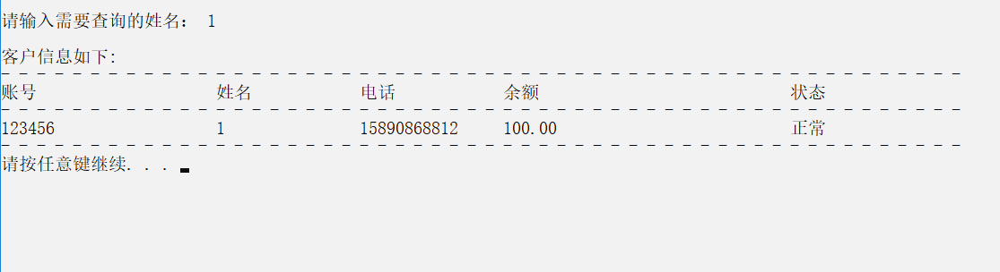 请输入需要查询的姓名： 1
客户信息如下:
- - - - - - - - - - - - - - - - - - - - - - - - - - - - - - - - - - - - - - - - - - - - - - - - - - - - - -
账号 姓名 电话 余额 状态
- - - - - - - - - - - - - - - - - - - - - - - - - - - - - - - - - - - - - - - - - - - - - - - - - - - - - -
123456 1 15890868812 100.00 正常
- - - - - - - - - - - - - - - - - - - - - - - - - - - - - - - - - - - - - - - - - - - - - - - - - - - - - -
请按任意键继续. . .